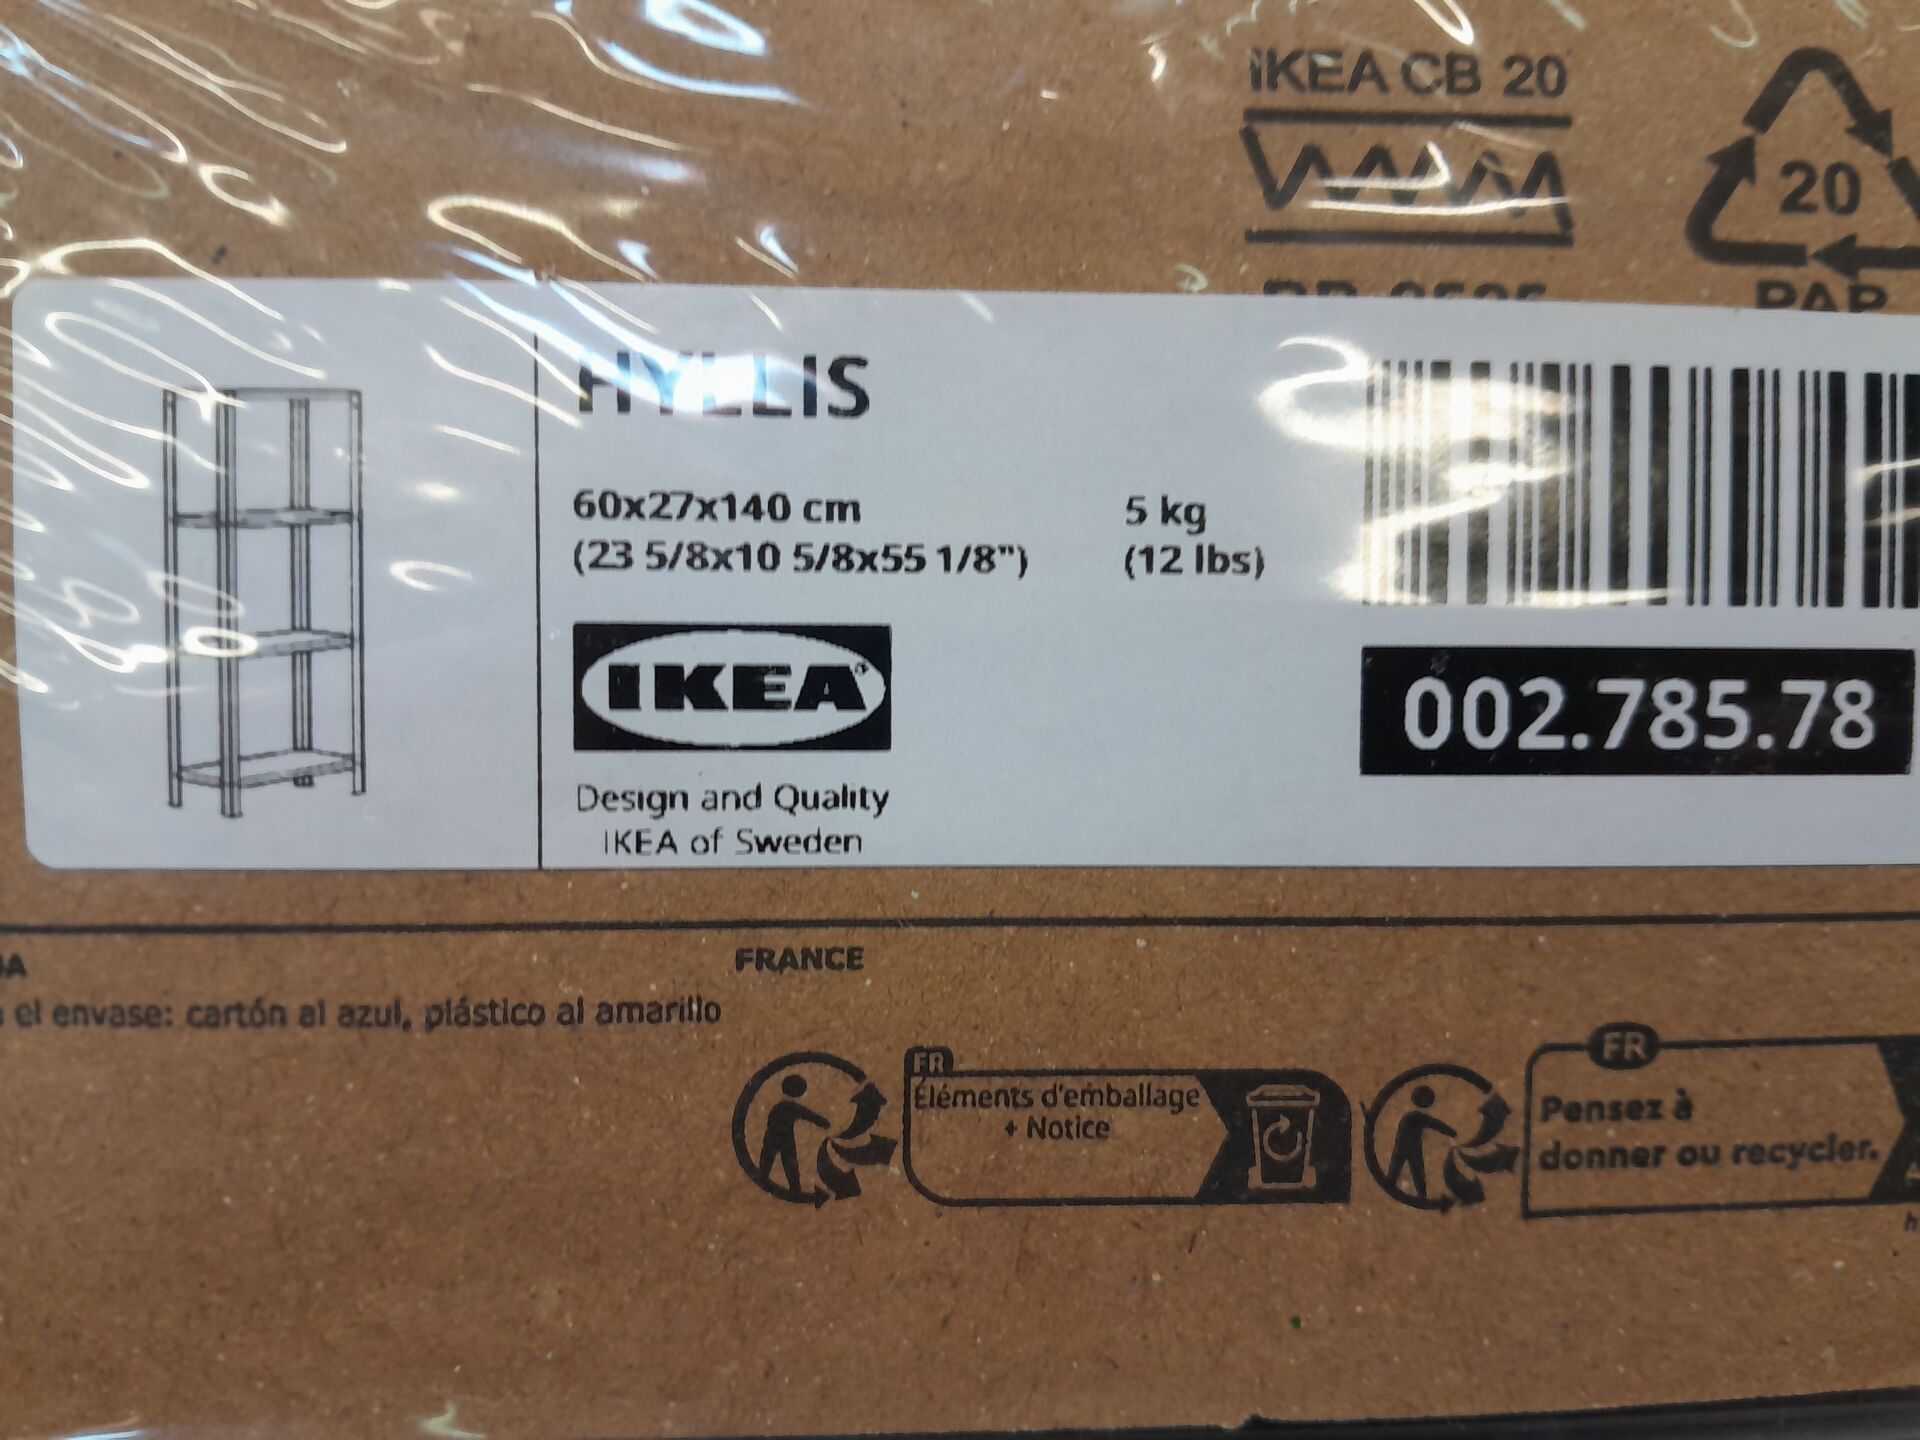 IKEA CB 20
20
PAP
HYLLIS
60x27x140 cm
(23 5/8x10 5/8x55 1/8")
5 kg
(12 lbs)
IKEA
002.785.78
Design and Quality
IKEA of Sweden
FRANCE
el envase: cartón al azul, plástico al amarillo
FR
Éléments d'emballage
+ Notice
FR
Pensez à
donner ou recycler.